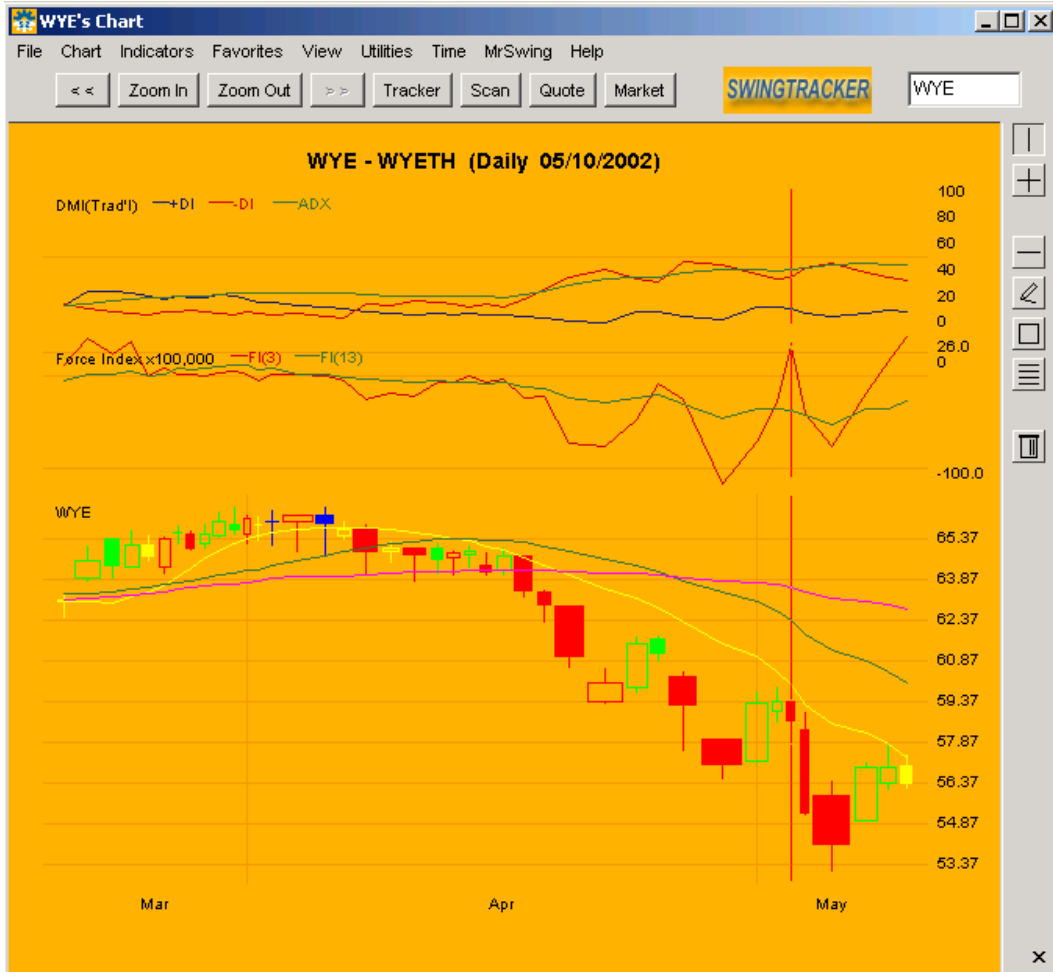 WYE's Chart
File Chart Indicators Favorites View Utilities Time MrSwing Help
< < Zoom In Zoom Out > > Tracker Scan Quote Market SWINGTRACKER WYE
WYE - WYETH (Daily 05/10/2002)
DMI(Trad'l) +DI -DI ADX
100
80
60
40
20
0
Force Index x100,000 FI(3) FI(13)
26.0
0
-100.0
WYE
65.37
63.87
62.37
60.87
59.37
57.87
56.37
54.87
53.37
Mar Apr May